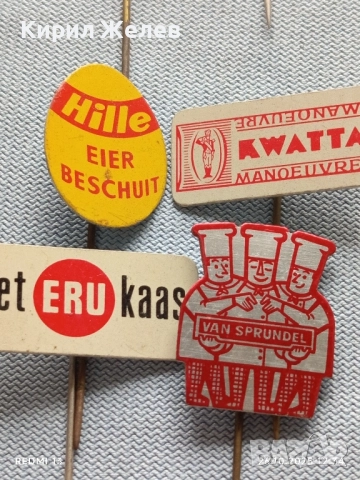 Кирил Желев
Hille
EIER
BESCHUIT
MANOEUVRE
KWATTA
MANOEUVRE
et ERU kaas
VAN SPRUNDEL
REDMI 13